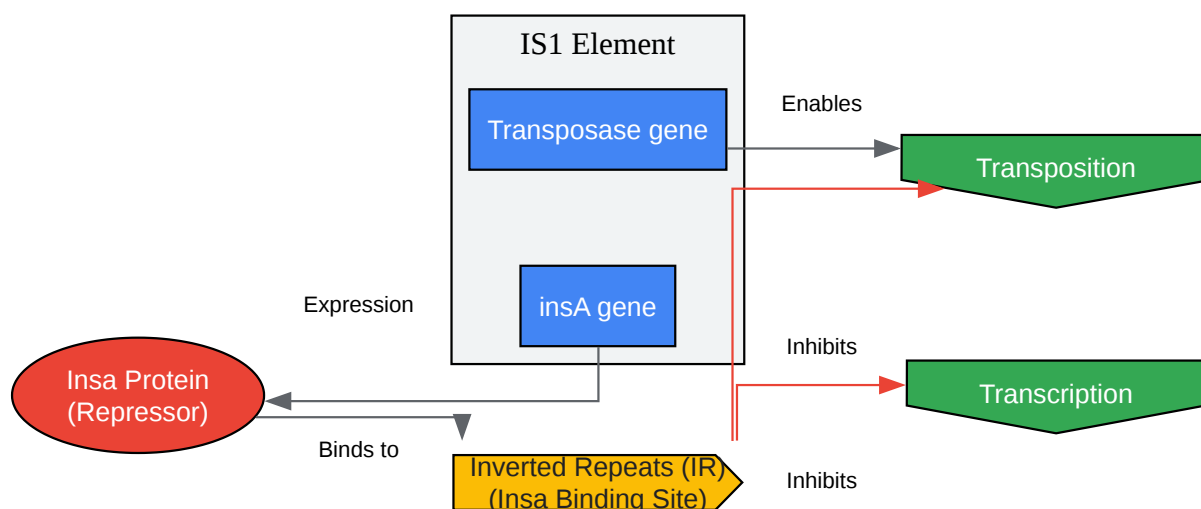 IS1 Element
Transposase gene
Enables
Transposition
insA gene
Expression
Inhibits
Insa Protein
(Repressor)
Transcription
Binds to
Inverted Repeats (IR)
(Insa Binding Site)
Inhibits